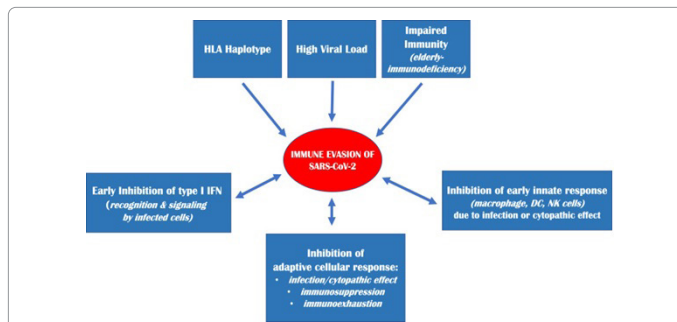 HLA Haplotype
High Viral Load
Impaired
Immunity
(elderly-
immunodeficiency)
IMMUNE EVASION OF
SARS-CoV-2
Early Inhibition of type I IFN
(recognition & signaling
by infected cells)
Inhibition of early innate response
(macrophage, DC, NK cells)
due to infection or cytopathic effect
Inhibition of
adaptive cellular response:
• infection/cytopathic effect
• immunosuppression
• immunoexhaustion